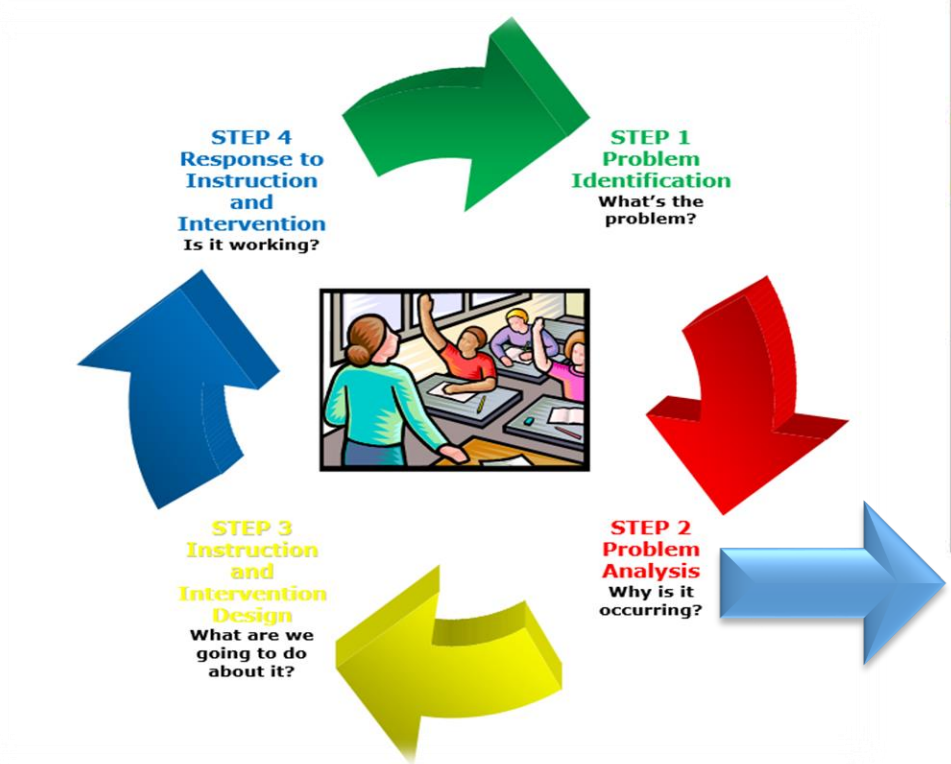 STEP 1
Problem
Identification
What's the
problem?
STEP 2
Problem
Analysis
Why is it
occurring?
STEP 3
Instruction
and
Intervention
Design
What are we
going to do
about it?
STEP 4
Response to
Instruction
and
Intervention
Is it working?